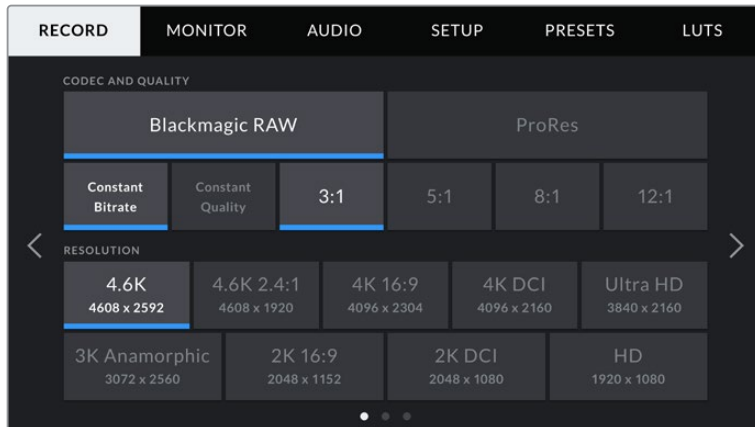 RECORD MONITOR AUDIO SETUP PRESETS LUTS
CODEC AND QUALITY
Blackmagic RAW ProRes
Constant Bitrate Constant Quality 3:1 5:1 8:1 12:1
RESOLUTION
4.6K 4.6K 2.4:1 4K 16:9 4K DCI Ultra HD
4608 x 2592 4608 x 1920 4096 x 2304 4096 x 2160 3840 x 2160
3K Anamorphic 2K 16:9 2K DCI HD
3072 x 2560 2048 x 1152 2048 x 1080 1920 x 1080